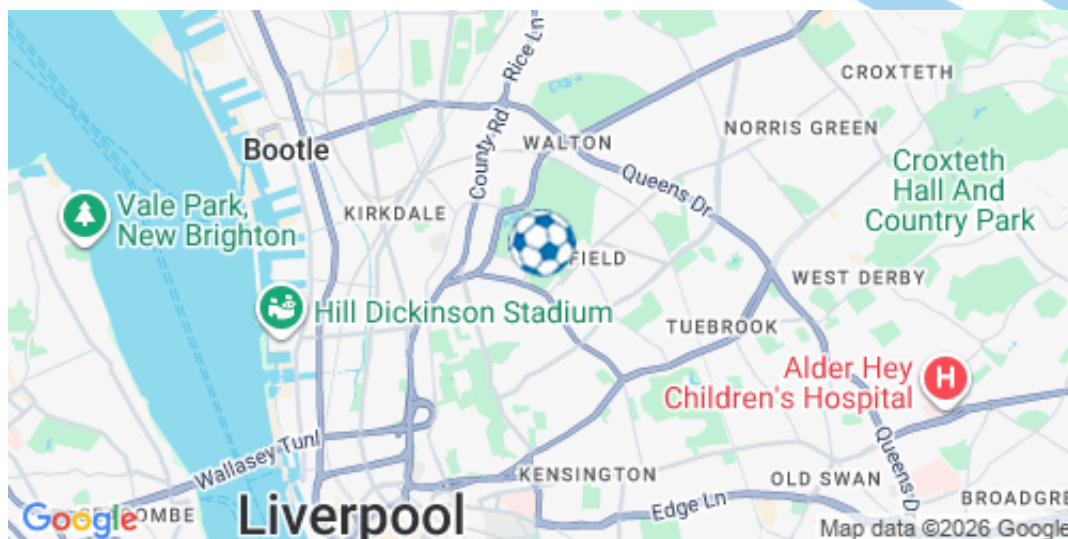 Rice Ln
CROXTETH
County Rd
NORRIS GREEN
WALTON
Bootle
Queens Dr
Croxteth
Hall And
Country Park
Vale Park,
New Brighton
KIRKDALE
FIELD
WEST DERBY
Hill Dickinson Stadium
TUEBROOK
Alder Hey
Children's Hospital
Wallasey Tunl
KENSINGTON
OLD SWAN
Queens Dr
Edge Ln
BROADGRE
Google
COMBE
Liverpool
Map data ©2026 Google